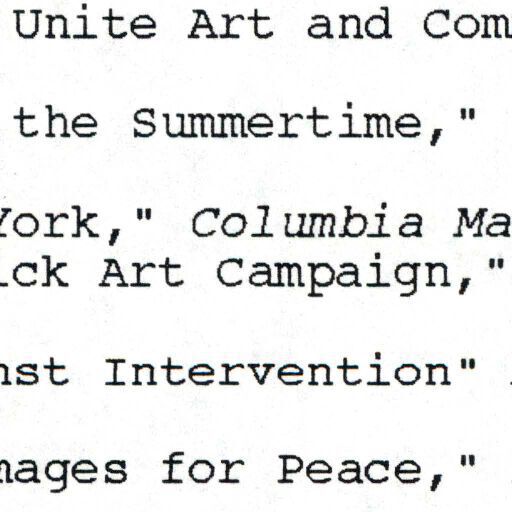 Unite Art and Com
the Summertime,"
York," Columbia Ma
ick Art Campaign,"
nst Intervention"
mages for Peace,"